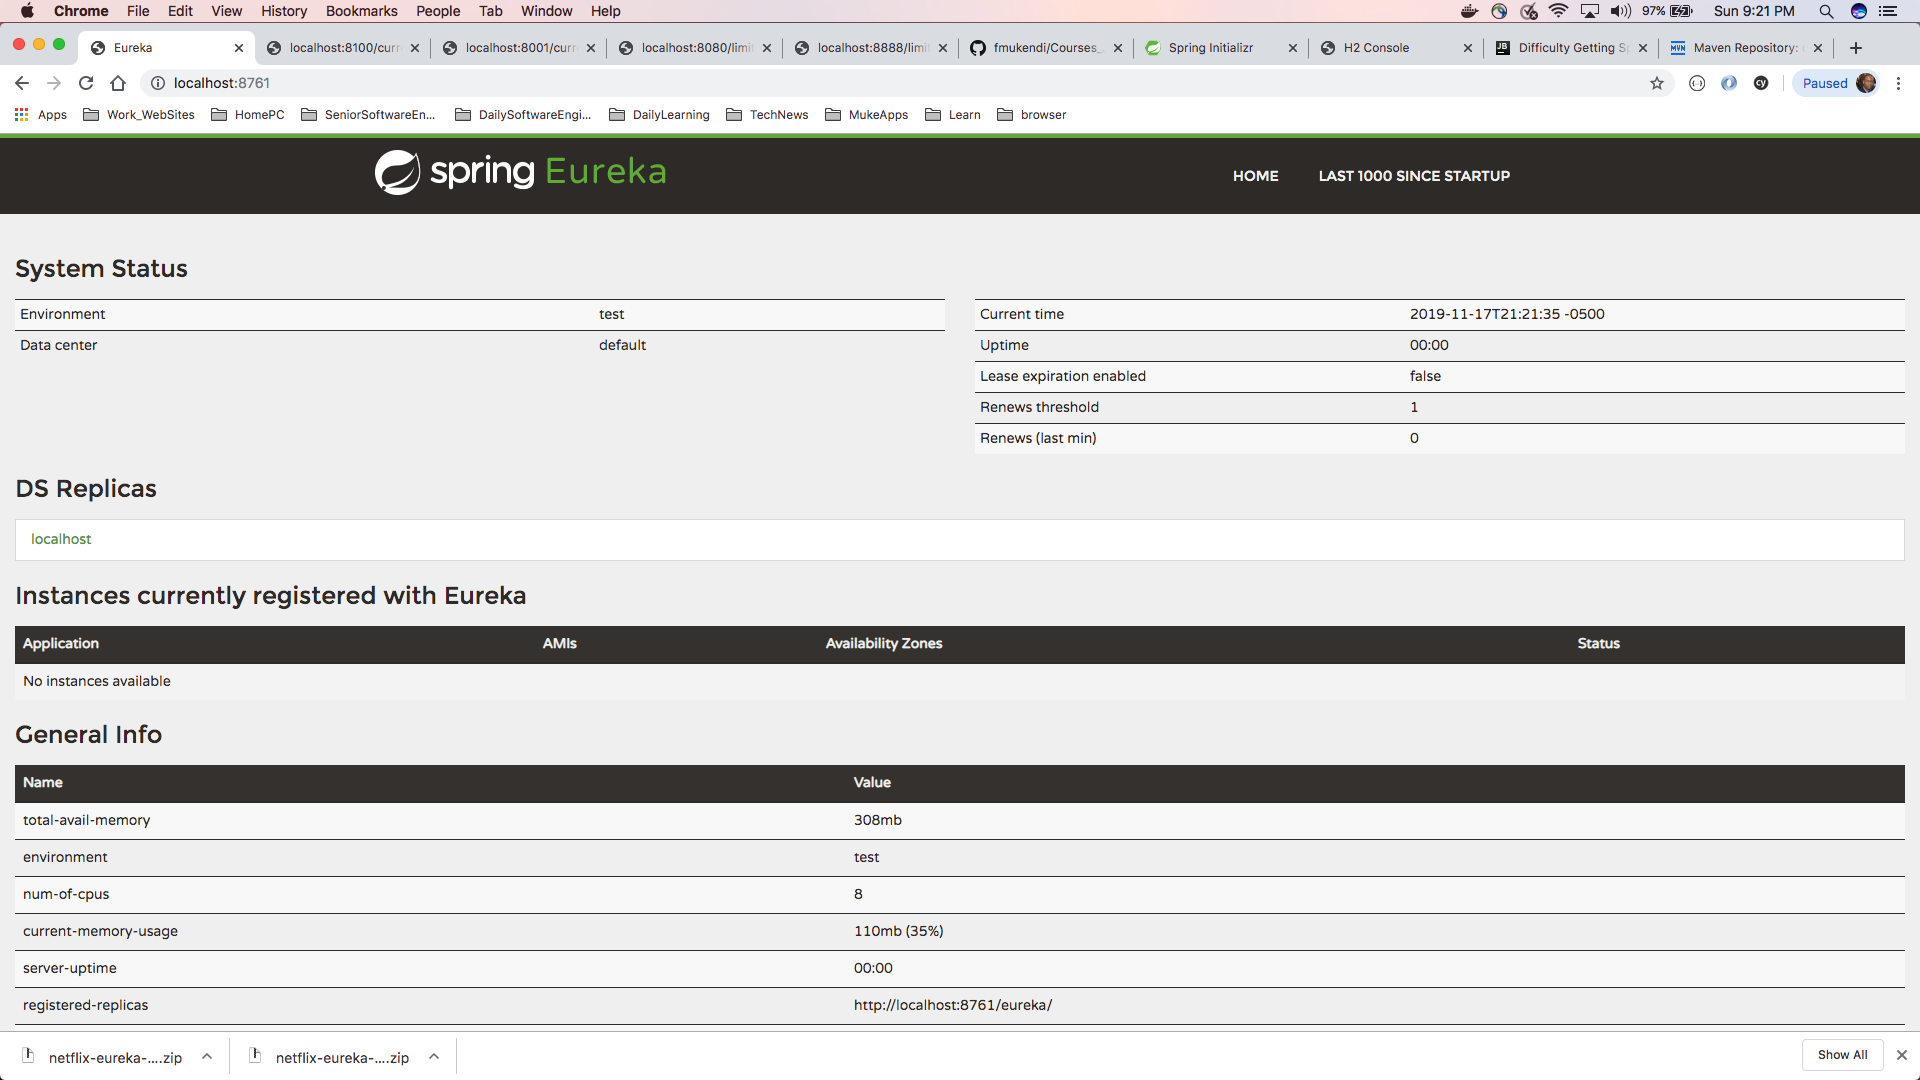 Chrome File Edit View History Bookmarks People Tab Window Help 97% Sun 9:21 PM
Eureka localhost:8100/curr localhost:8001/curr localhost:8080/limi localhost:8888/limi fmukendi/Courses_ Spring Initializr H2 Console JB Difficulty Getting S MVN Maven Repository:
localhost:8761 cy Paused
Apps Work_WebSites HomePC SeniorSoftwareEn... DailySoftwareEngi... DailyLearning TechNews MukeApps Learn browser
spring Eureka HOME LAST 1000 SINCE STARTUP
System Status
Environment test
Data center default
Current time 2019-11-17T21:21:35 -0500
Uptime 00:00
Lease expiration enabled false
Renews threshold 1
Renews (last min) 0
DS Replicas
localhost
Instances currently registered with Eureka
Application AMIs Availability Zones Status
No instances available
General Info
Name Value
total-avail-memory 308mb
environment test
num-of-cpus 8
current-memory-usage 110mb (35%)
server-uptime 00:00
registered-replicas http://localhost:8761/eureka/
netflix-eureka-....zip netflix-eureka-....zip Show All